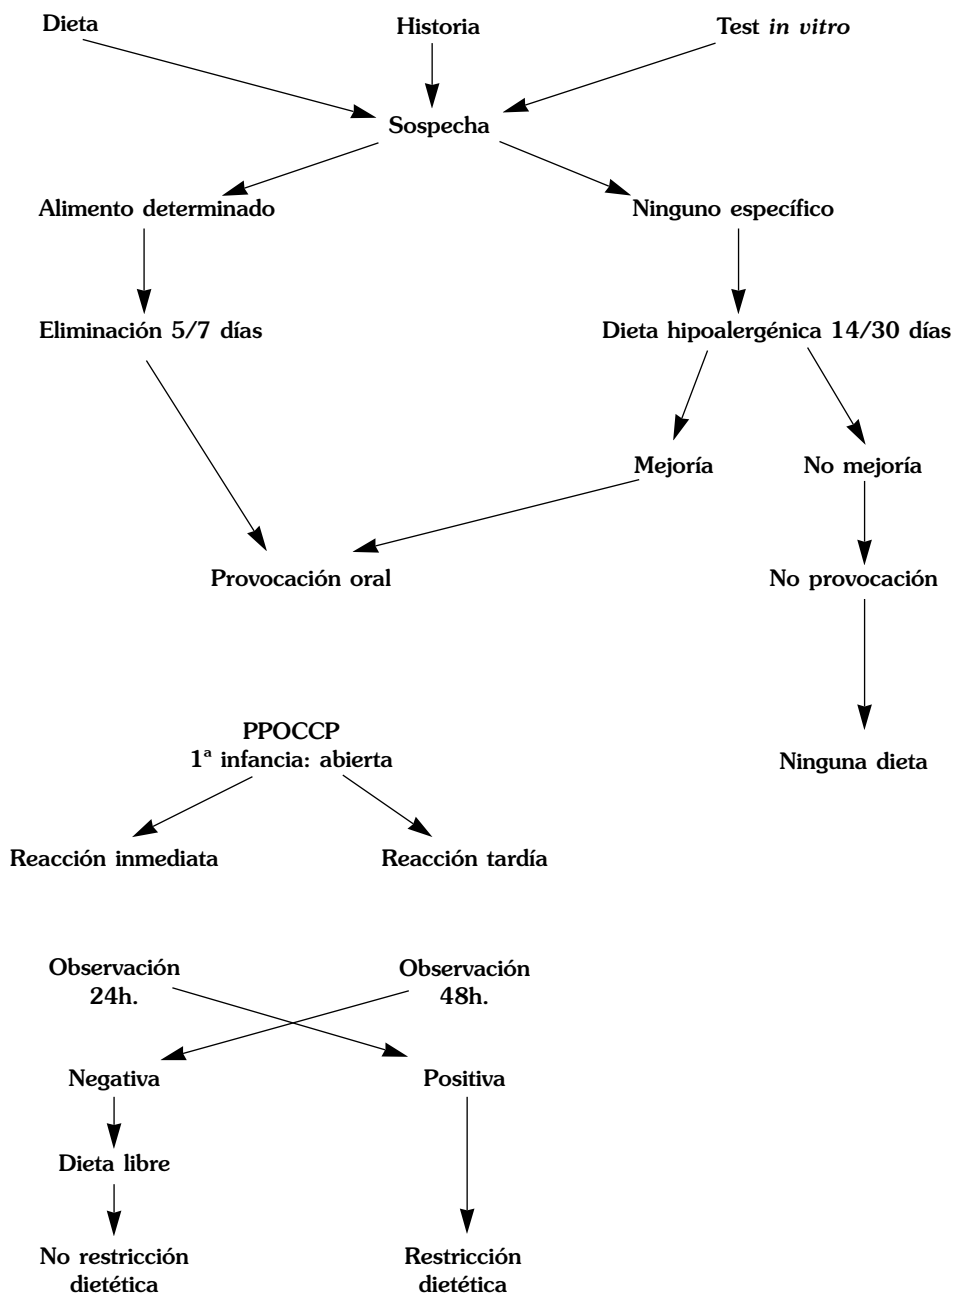 Dieta
Historia
Test in vitro
Sospecha
Alimento determinado
Ninguno específico
Eliminación 5/7 días
Dieta hipoalergénica 14/30 días
Mejoría
No mejoría
Provocación oral
No provocación
PPOCCP
1ª infancia: abierta
Ninguna dieta
Reacción inmediata
Reacción tardía
Observación
24h.
Observación
48h.
Negativa
Positiva
Dieta libre
No restricción
dietética
Restricción
dietética